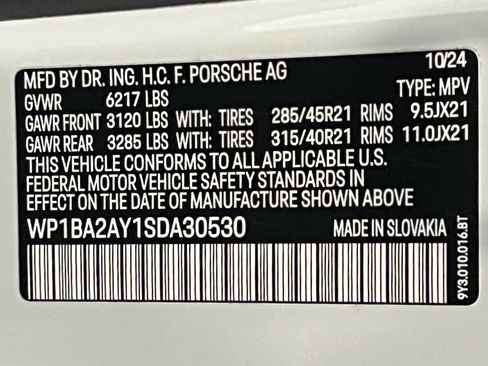 MFD BY DR. ING. H.C. F. PORSCHE AG 10/24
GVWR 6217 LBS TYPE: MPV
GAWR FRONT 3120 LBS WITH: TIRES 285/45R21 RIMS 9.5JX21
GAWR REAR 3285 LBS WITH: TIRES 315/40R21 RIMS 11.0JX21
THIS VEHICLE CONFORMS TO ALL APPLICABLE U.S.
FEDERAL MOTOR VEHICLE SAFETY STANDARDS IN
EFFECT ON THE DATE OF MANUFACTURE SHOWN ABOVE
WP1BA2AY1SDA30530 MADE IN SLOVAKIA
9Y3.010.016.BT